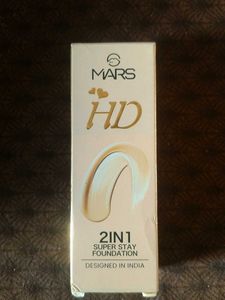 MARS
HD
2IN1
SUPER STAY
FOUNDATION
DESIGNED IN INDIA